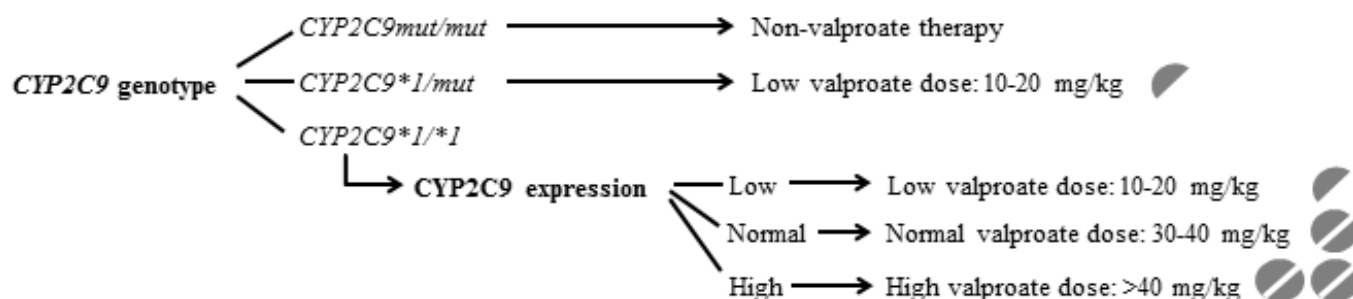 CYP2C9mut/mut Non-valproate therapy
CYP2C9 genotype CYP2C9*1/mut Low valproate dose: 10-20 mg/kg
CYP2C9*1/*1
CYP2C9 expression Low Low valproate dose: 10-20 mg/kg
Normal Normal valproate dose: 30-40 mg/kg
High High valproate dose: >40 mg/kg